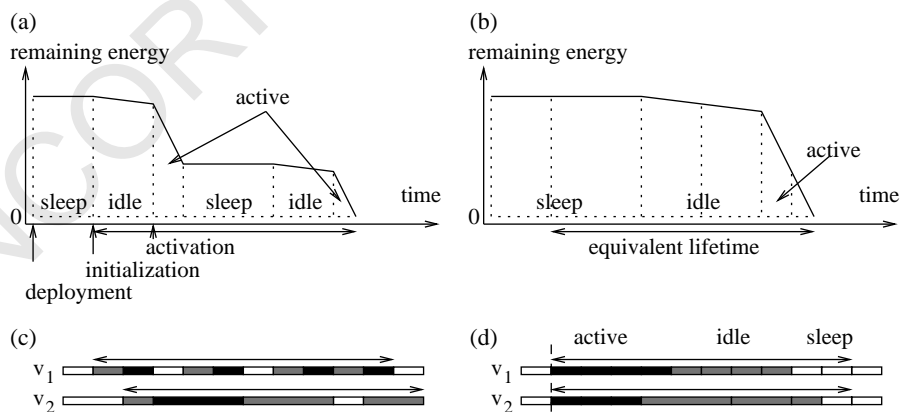 (a)
remaining energy
active
0
sleep
idle
sleep
idle
time
activation
initialization
deployment
(b)
remaining energy
active
0
sleep
idle
time
equivalent lifetime
(c)
v1
v2
(d)
active
idle
sleep
v1
v2